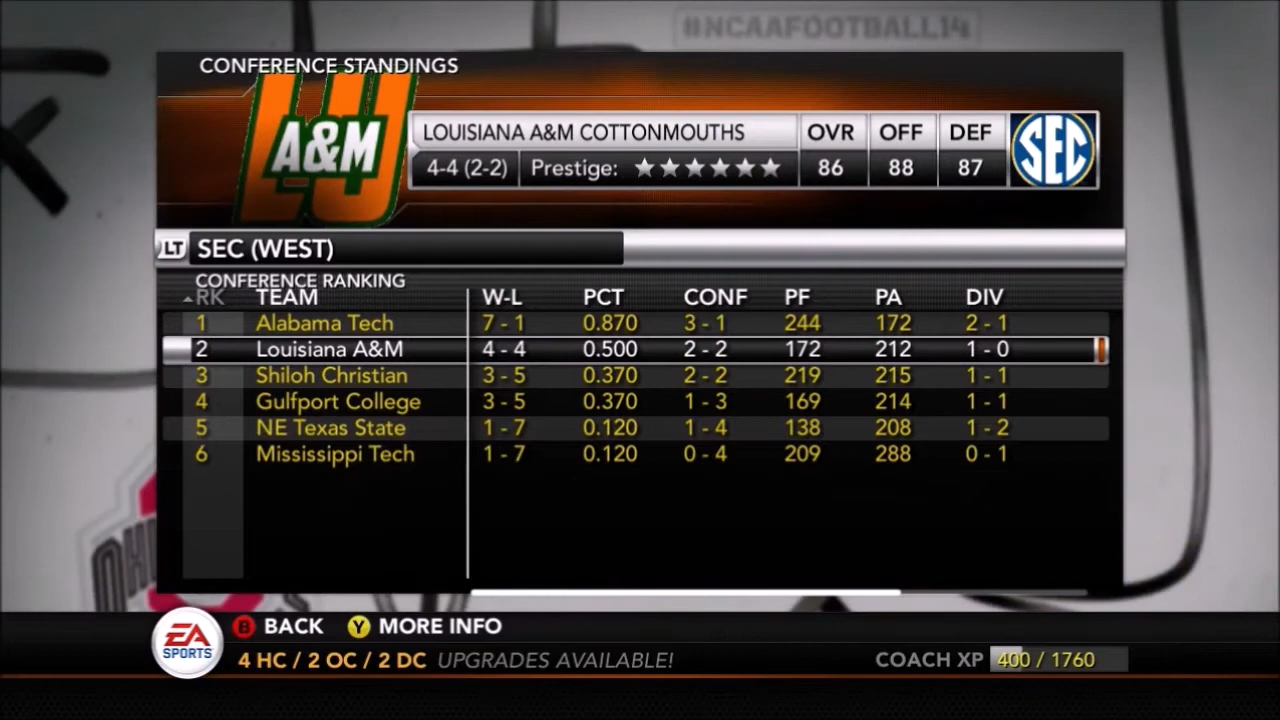 #NCAAFOOTBALL14
CONFERENCE STANDINGS
LU
A&M
LOUISIANA A&M COTTONMOUTHS OVR OFF DEF SEC
4-4 (2-2) Prestige: ★★★★★★ 86 88 87
LT SEC (WEST)
CONFERENCE RANKING
RK TEAM W-L PCT CONF PF PA DIV
1 Alabama Tech 7 - 1 0.870 3 - 1 244 172 2 - 1
2 Louisiana A&M 4 - 4 0.500 2 - 2 172 212 1 - 0
3 Shiloh Christian 3 - 5 0.370 2 - 2 219 215 1 - 1
4 Gulfport College 3 - 5 0.370 1 - 3 169 214 1 - 1
5 NE Texas State 1 - 7 0.120 1 - 4 138 208 1 - 2
6 Mississippi Tech 1 - 7 0.120 0 - 4 209 288 0 - 1
EA SPORTS
B BACK Y MORE INFO
4 HC / 2 OC / 2 DC UPGRADES AVAILABLE!
COACH XP 400 / 1760